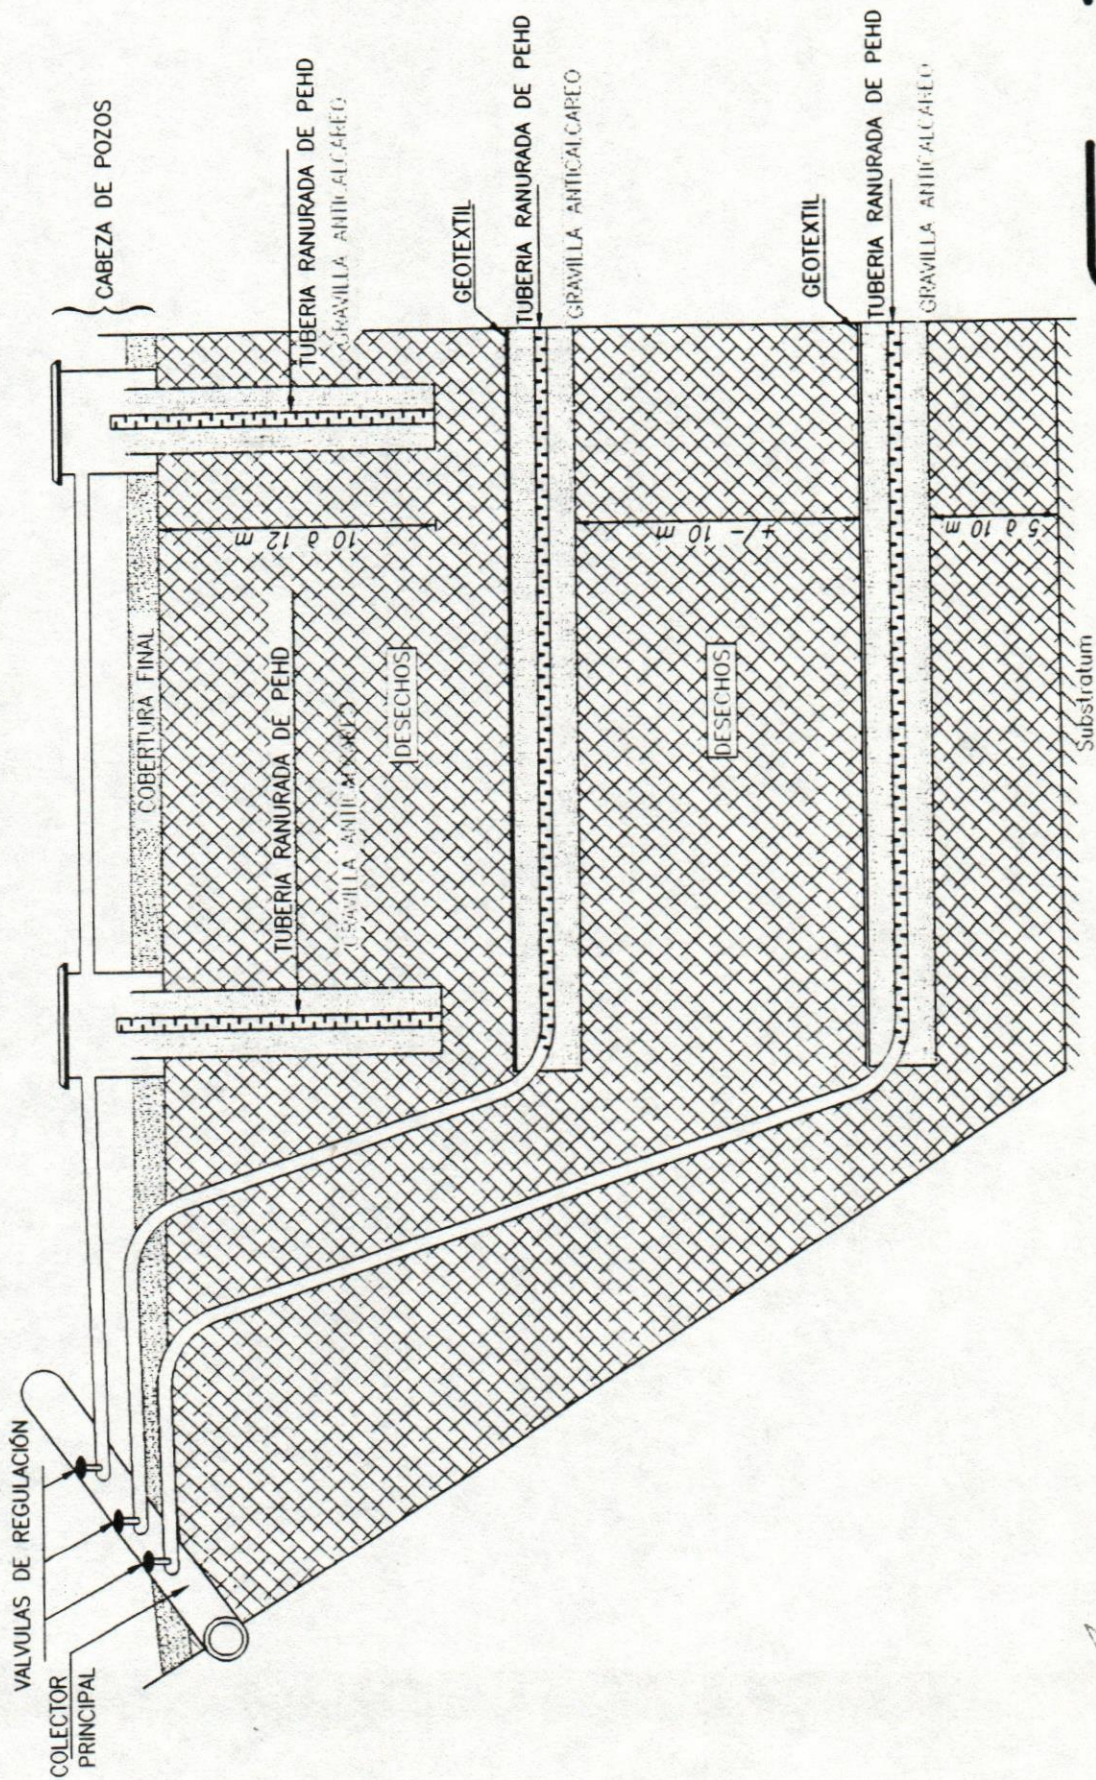 VALVULAS DE REGULACIÓN
COLECTOR
PRINCIPAL
CABEZA DE POZOS
COBERTURA FINAL
TUBERIA RANURADA DE PEHD
GRAVILLA ANTICALCAREO
TUBERIA RANURADA DE PEHD
GRAVILLA ANTICALCAREO
10 à 12 m
DESECHOS
GEOTEXTIL
TUBERIA RANURADA DE PEHD
GRAVILLA ANTICALCAREO
+/- 10 m
DESECHOS
GEOTEXTIL
TUBERIA RANURADA DE PEHD
GRAVILLA ANTICALCAREO
5 à 10 m
Substratum